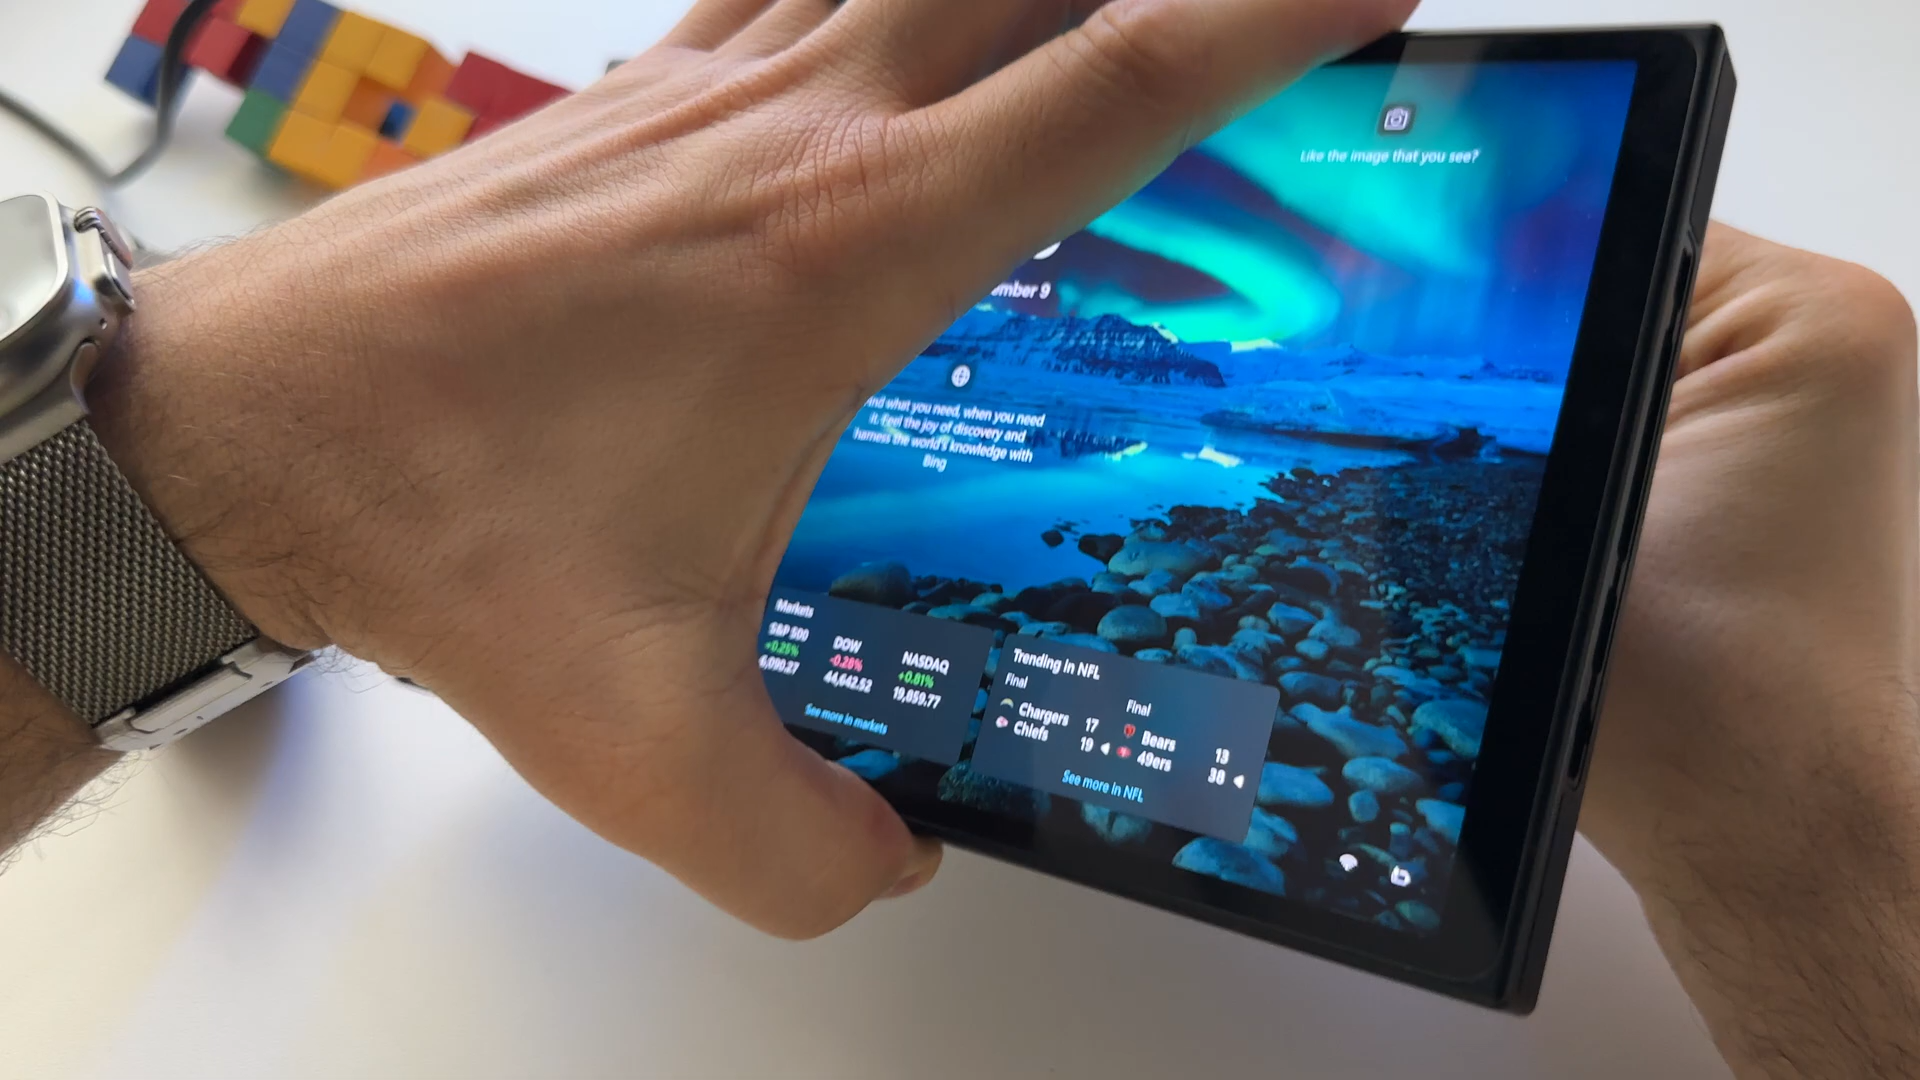 Like the image that you see?
ember 9
And what you need, when you need
it. Feel the joy of discovery and
harness the world's knowledge with
Bing
Markets
S&P 500
+0.25%
6,090.27
DOW
-0.28%
44,642.52
NASDAQ
+0.81%
19,859.77
See more in markets
Trending in NFL
Final
Chargers 17
Chiefs 19
Final
Bears 13
49ers 38
See more in NFL